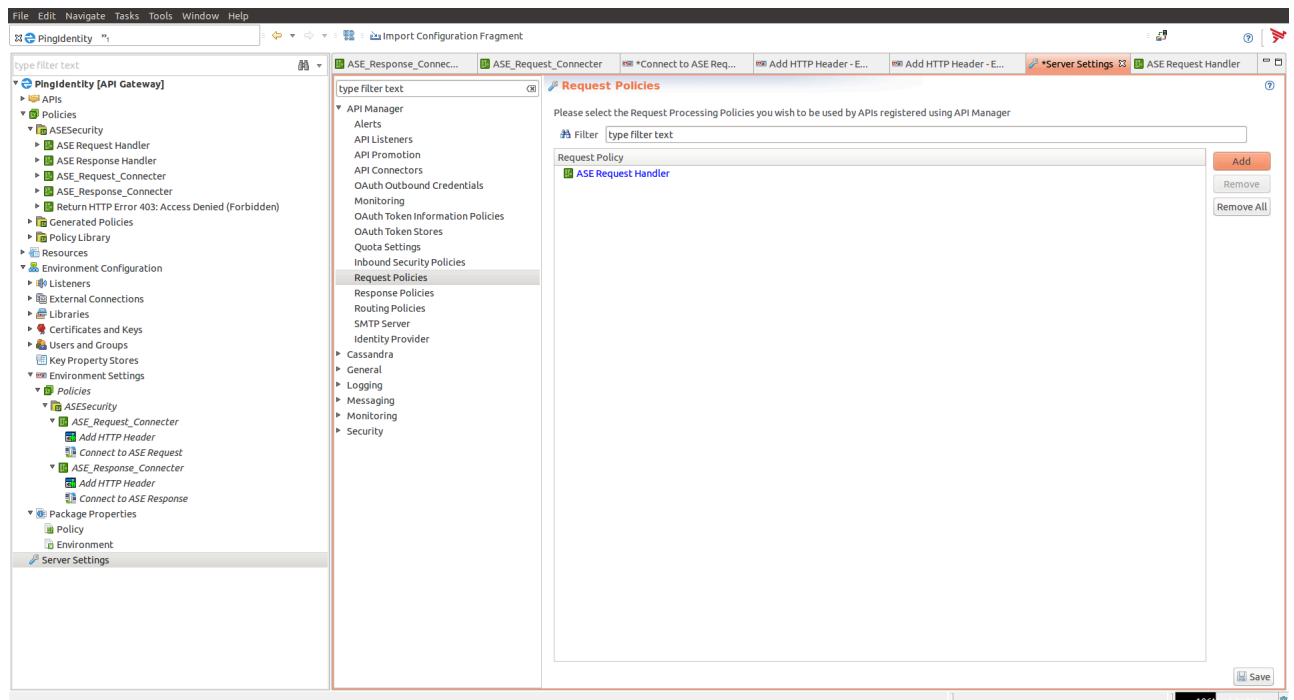 File Edit Navigate Tasks Tools Window Help
PingIdentity "1
Import Configuration Fragment
type filter text
PingIdentity [API Gateway]
APIs
Policies
ASESecurity
ASE Request Handler
ASE Response Handler
ASE_Request_Connecter
ASE_Response_Connecter
Return HTTP Error 403: Access Denied (Forbidden)
Generated Policies
Policy Library
Resources
Environment Configuration
Listeners
External Connections
Libraries
Certificates and Keys
Users and Groups
Key Property Stores
Environment Settings
Policies
ASESecurity
ASE_Request_Connecter
Add HTTP Header
Connect to ASE Request
ASE_Response_Connecter
Add HTTP Header
Connect to ASE Response
Package Properties
Policy
Environment
Server Settings
ASE_Response_Connec... ASE_Request_Connecter *Connect to ASE Req... Add HTTP Header - E... Add HTTP Header - E... *Server Settings ASE Request Handler
type filter text
API Manager
Alerts
API Listeners
API Promotion
API Connectors
OAuth Outbound Credentials
Monitoring
OAuth Token Information Policies
OAuth Token Stores
Quota Settings
Inbound Security Policies
Request Policies
Response Policies
Routing Policies
SMTP Server
Identity Provider
Cassandra
General
Logging
Messaging
Monitoring
Security
Request Policies
Please select the Request Processing Policies you wish to be used by APIs registered using API Manager
Filter type filter text
Request Policy
ASE Request Handler
Add
Remove
Remove All
Save